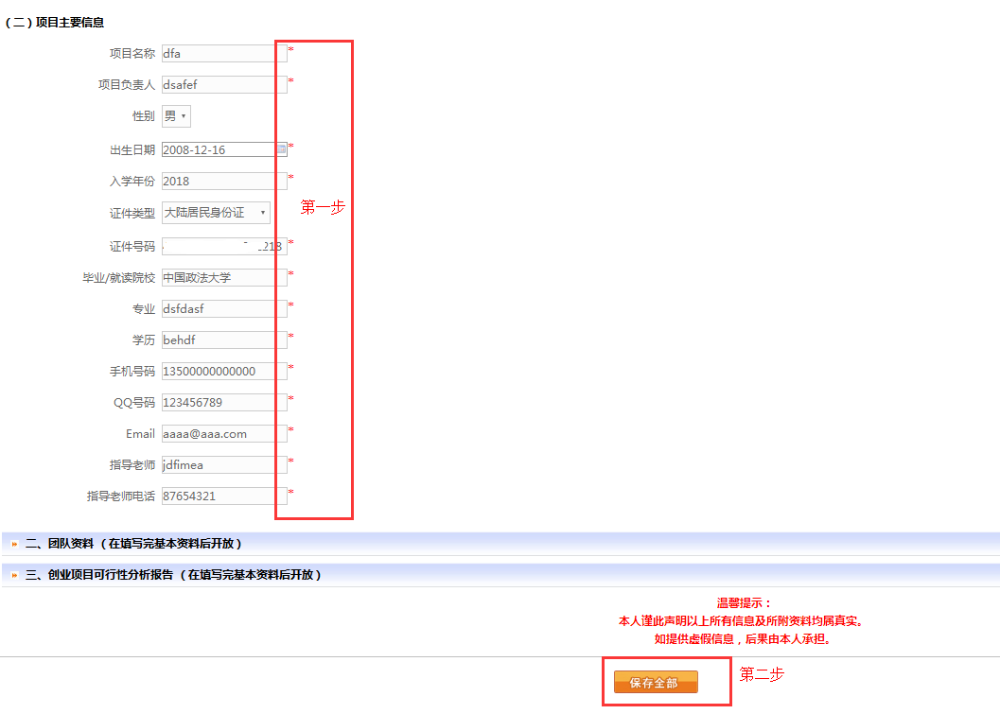 (二)项目主要信息
项目名称 dfa *
项目负责人 dsafef *
性别 男
出生日期 2008-12-16 *
入学年份 2018 *
第一步
证件类型 大陆居民身份证
证件号码 218 *
毕业/就读院校 中国政法大学 *
专业 dsfdasf *
学历 behdf *
手机号码 13500000000000 *
QQ号码 123456789 *
Email aaaa@aaa.com *
指导老师 jdfimea *
指导老师电话 87654321 *
二、团队资料 (在填写完基本资料后开放)
三、创业项目可行性分析报告 (在填写完基本资料后开放)
温馨提示:
本人谨此声明以上所有信息及所附资料均属真实。
如提供虚假信息,后果由本人承担。
保存全部 第二步